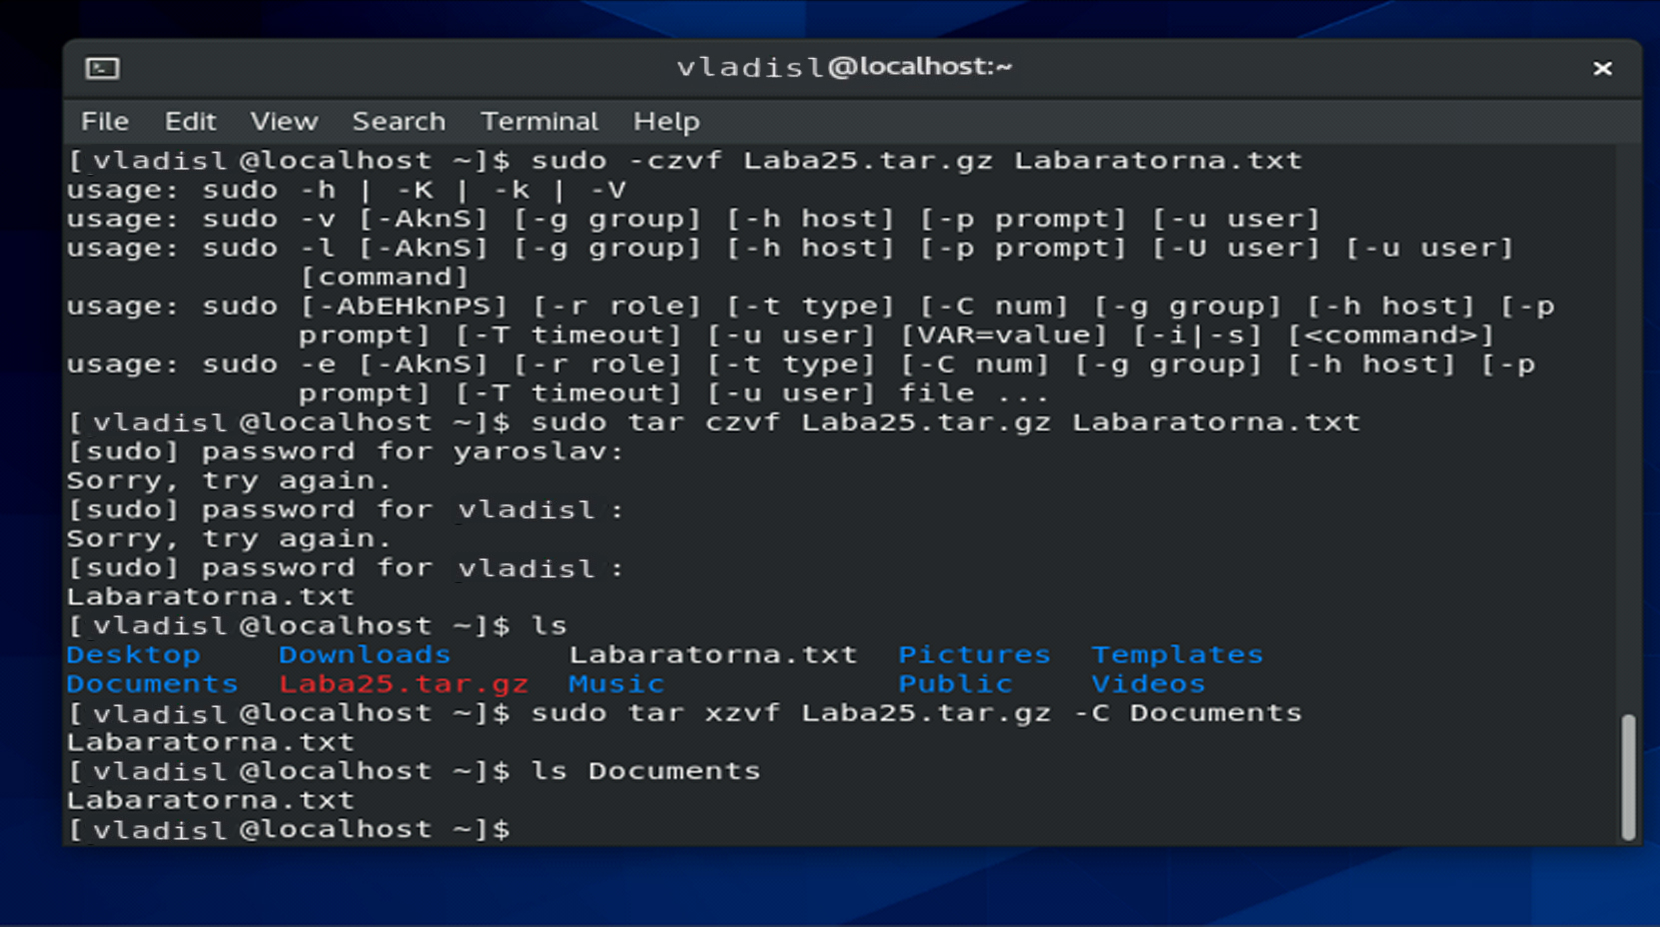 vladisl@localhost:~
File Edit View Search Terminal Help
[ vladisl @localhost ~]$ sudo -czvf Laba25.tar.gz Labaratorna.txt
usage: sudo -h | -K | -k | -V
usage: sudo -v [-AknS] [-g group] [-h host] [-p prompt] [-u user]
usage: sudo -l [-AknS] [-g group] [-h host] [-p prompt] [-U user] [-u user]
[command]
usage: sudo [-AbEHknPS] [-r role] [-t type] [-C num] [-g group] [-h host] [-p
prompt] [-T timeout] [-u user] [VAR=value] [-i|-s] [<command>]
usage: sudo -e [-AknS] [-r role] [-t type] [-C num] [-g group] [-h host] [-p
prompt] [-T timeout] [-u user] file ...
[ vladisl @localhost ~]$ sudo tar czvf Laba25.tar.gz Labaratorna.txt
[sudo] password for yaroslav:
Sorry, try again.
[sudo] password for vladisl :
Sorry, try again.
[sudo] password for vladisl :
Labaratorna.txt
[ vladisl @localhost ~]$ ls
Desktop Downloads Labaratorna.txt Pictures Templates
Documents Laba25.tar.gz Music Public Videos
[ vladisl @localhost ~]$ sudo tar xzvf Laba25.tar.gz -C Documents
Labaratorna.txt
[ vladisl @localhost ~]$ ls Documents
Labaratorna.txt
[ vladisl @localhost ~]$